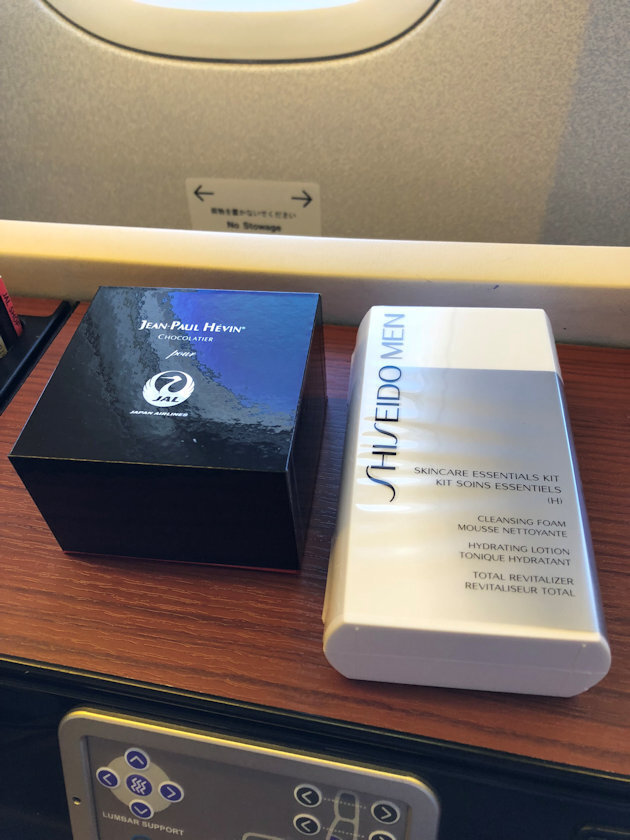 No Stowage
JEAN-PAUL HÉVIN®
CHOCOLATIER
pour
JAL
JAPAN AIRLINES
SHISEIDO MEN
SKINCARE ESSENTIALS KIT
KIT SOINS ESSENTIELS
(H)
CLEANSING FOAM
MOUSSE NETTOYANTE
HYDRATING LOTION
TONIQUE HYDRATANT
TOTAL REVITALIZER
REVITALISEUR TOTAL
LUMBAR SUPPORT